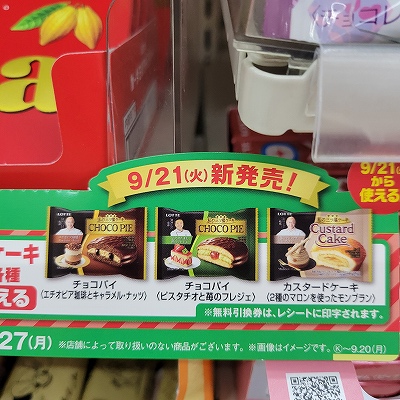 a
チョコレ
9/21(火)新発売!
9/21(火)
から
使える
LOTTE
CHOCO PIE
LOTTE
CHOCO PIE
LOTTE
Custard
Cake
ケーキ
種
える
チョコパイ
(エチオピア珈琲とキャラメル・ナッツ)
チョコパイ
(ピスタチオと苺のフレジェ)
カスタードケーキ
(2種のマロンを使ったモンブラン)
※無料引換券は、レシートに印字されます。
27(月)
※店舗によって取り扱いのない商品がございます。※画像はイメージです。Ⓚ〜9.20(月)